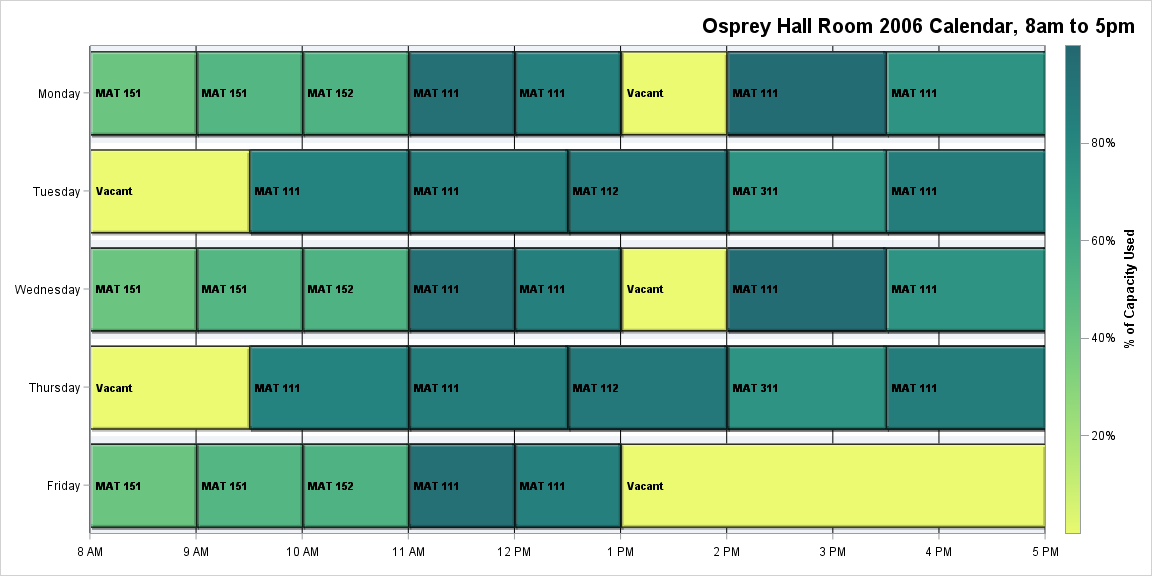 Osprey Hall Room 2006 Calendar, 8am to 5pm
Monday
MAT 151
MAT 151
MAT 152
MAT 111
MAT 111
Vacant
MAT 111
MAT 111
Tuesday
Vacant
MAT 111
MAT 111
MAT 112
MAT 311
MAT 111
Wednesday
MAT 151
MAT 151
MAT 152
MAT 111
MAT 111
Vacant
MAT 111
MAT 111
Thursday
Vacant
MAT 111
MAT 111
MAT 112
MAT 311
MAT 111
Friday
MAT 151
MAT 151
MAT 152
MAT 111
MAT 111
Vacant
8 AM
9 AM
10 AM
11 AM
12 PM
1 PM
2 PM
3 PM
4 PM
5 PM
80%
60%
40%
20%
% of Capacity Used